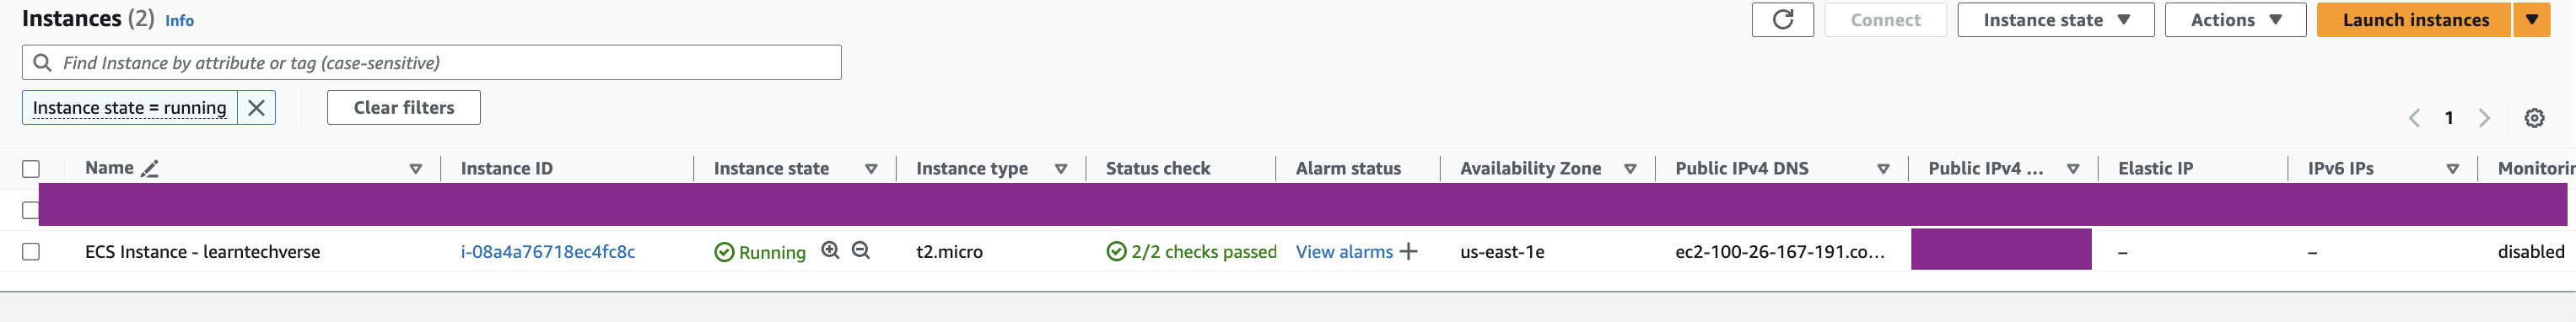 Instances (2) Info
Connect Instance state Actions Launch instances
Find Instance by attribute or tag (case-sensitive)
Instance state = running Clear filters
1
Name Instance ID Instance state Instance type Status check Alarm status Availability Zone Public IPv4 DNS Public IPv4 ... Elastic IP IPv6 IPs Monitorin
ECS Instance - learntechverse i-08a4a76718ec4fc8c Running t2.micro 2/2 checks passed View alarms + us-east-1e ec2-100-26-167-191.co... – – disabled